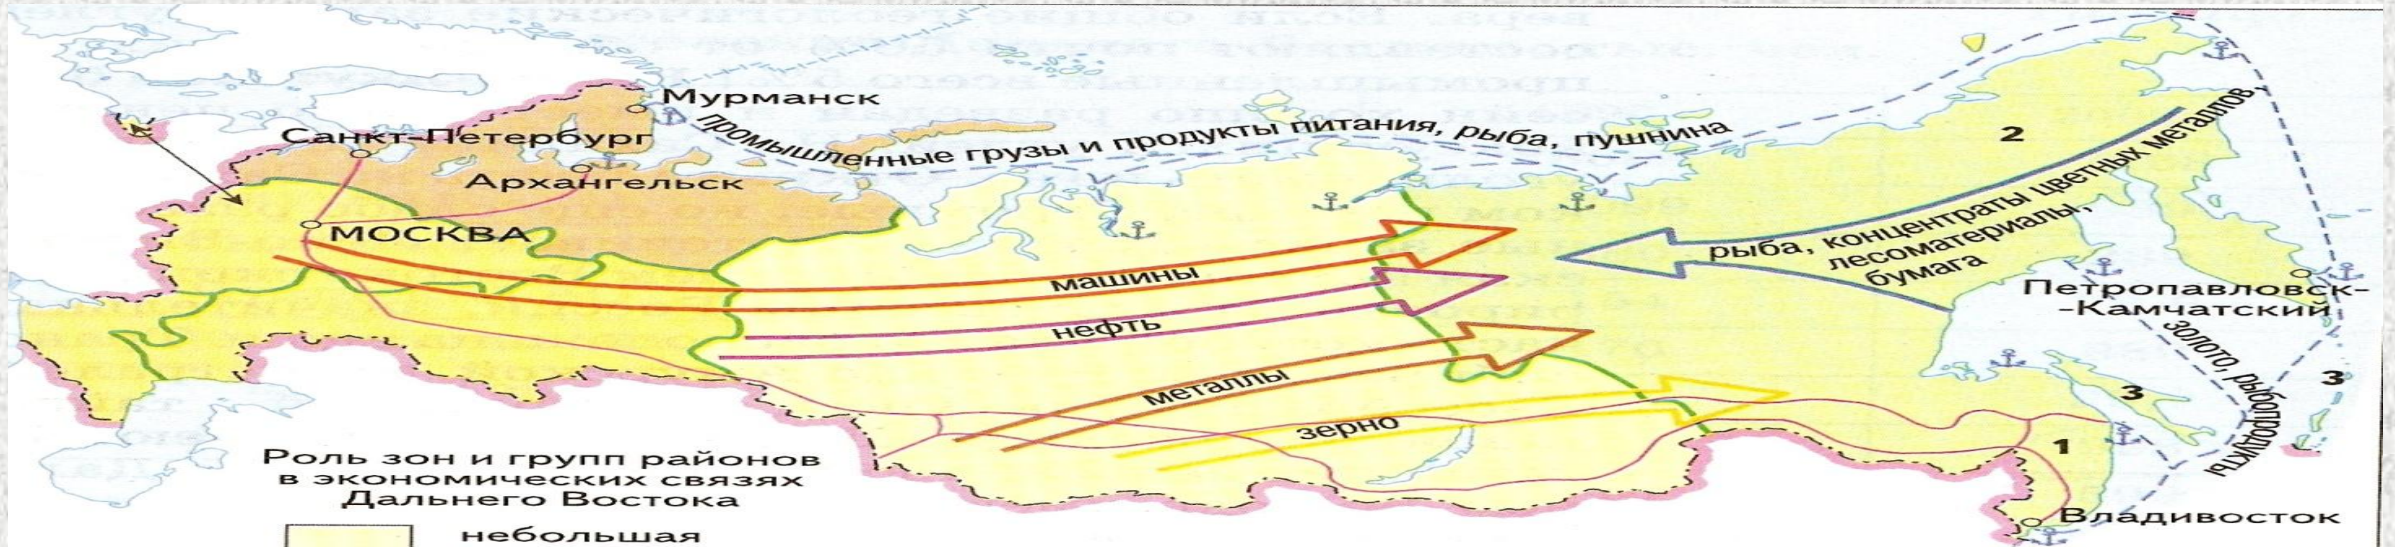 Мурманск
Санкт-Петербург
Архангельск
МОСКВА
промышленные грузы и продукты питания, рыба, пушнина
2
рыба, концентраты цветных металлов,
лесоматериалы,
бумага
машины
нефть
металлы
зерно
Петропавловск-
-Камчатский
золото, рыбопродукты
3
3
1
Владивосток
Роль зон и групп районов
в экономических связях
Дальнего Востока
небольшая